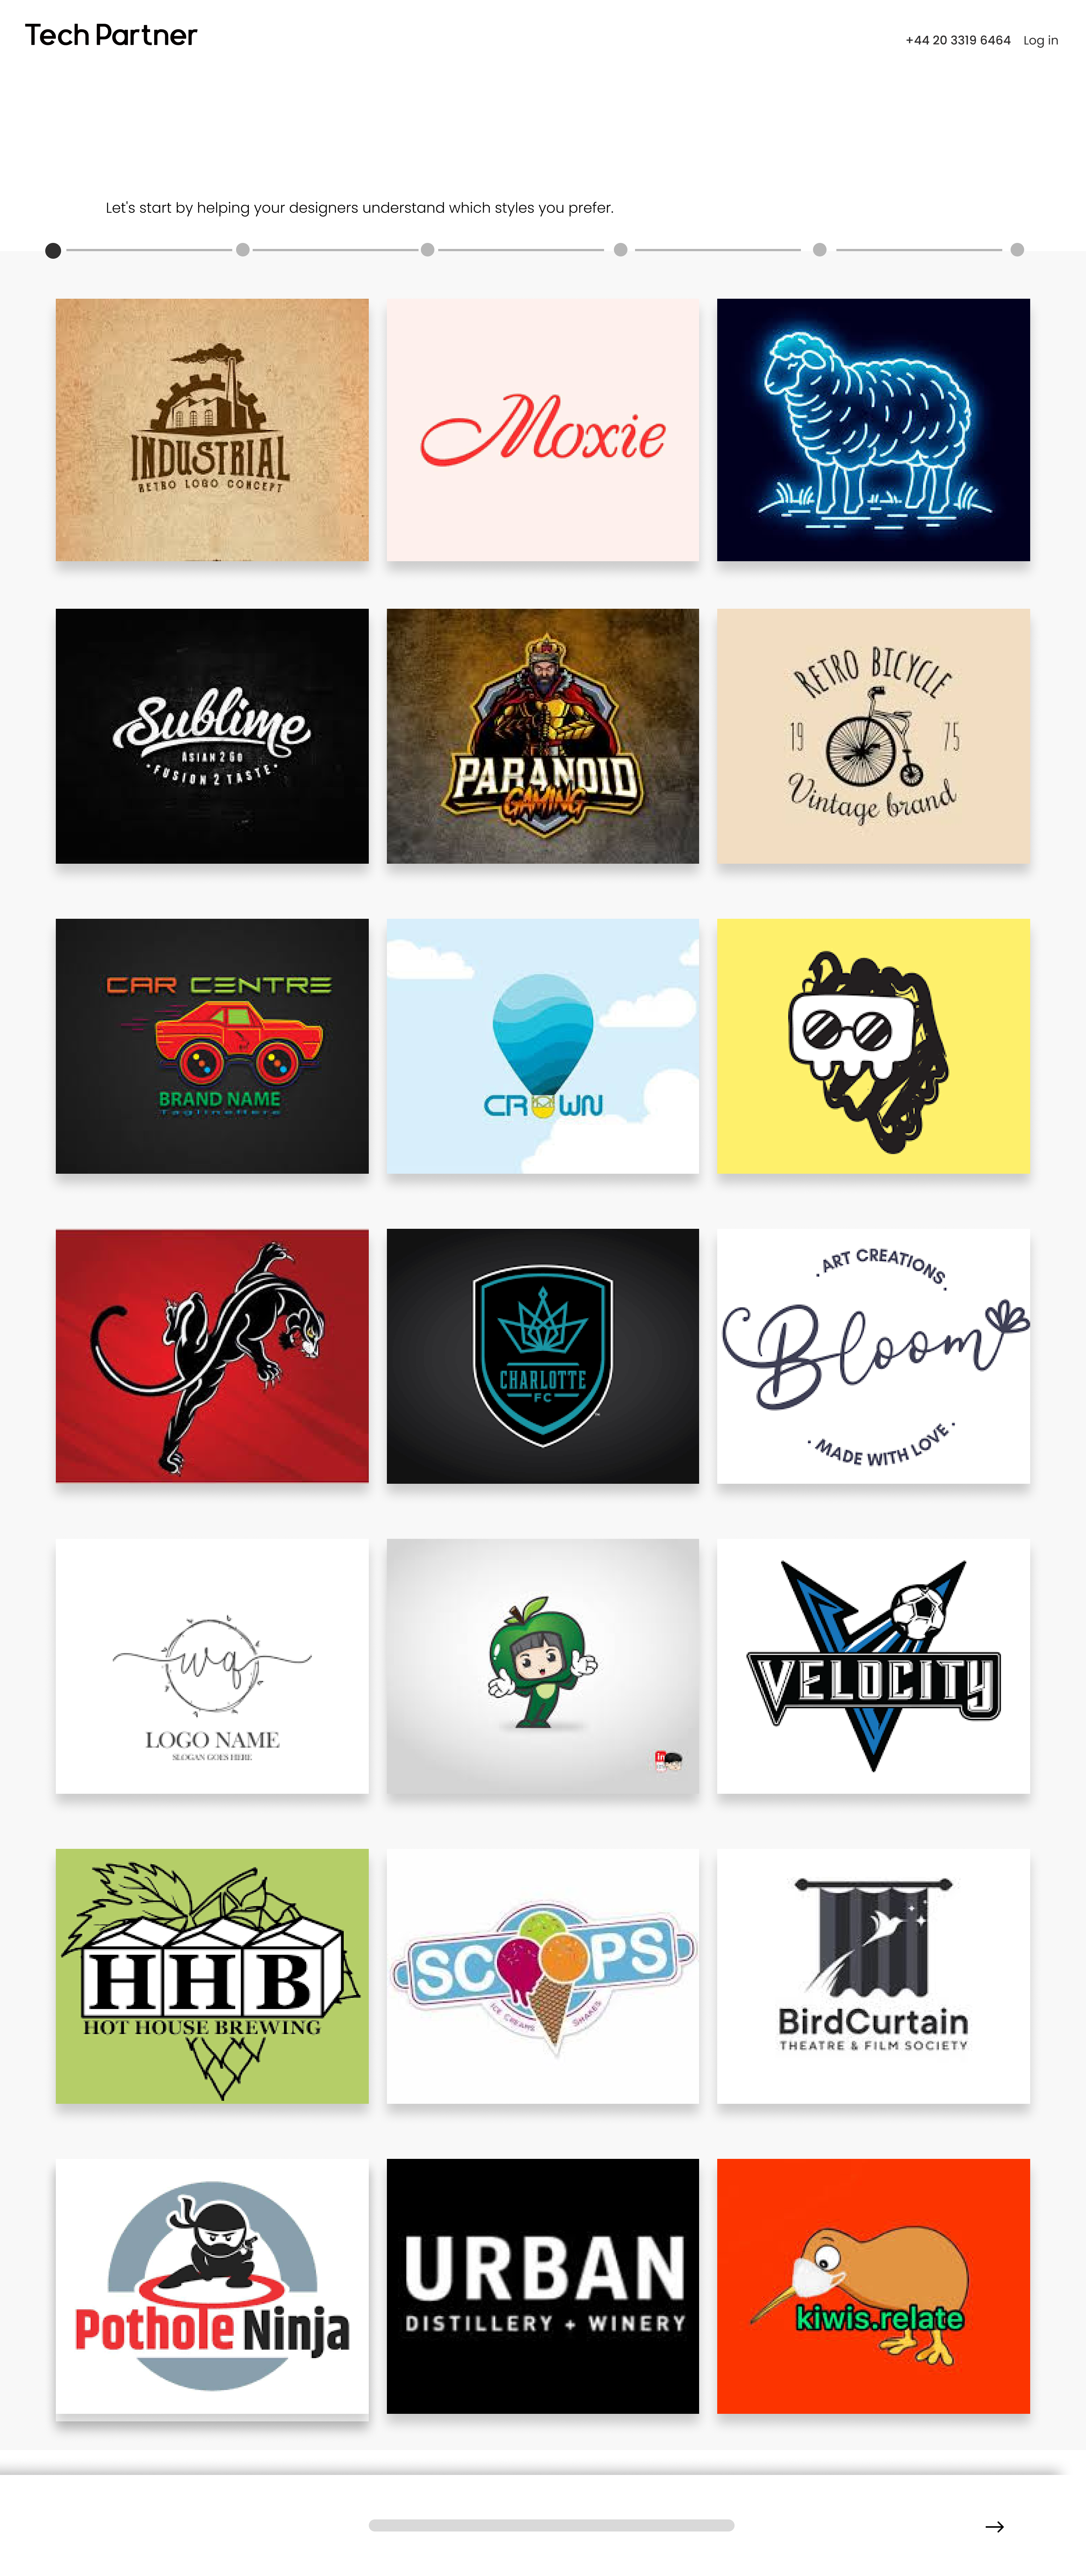 Tech Partner
+44 20 3319 6464 Log in
Let's start by helping your designers understand which styles you prefer.
INDUSTRIAL
RETRO LOGO CONCEPT
Moxie
Sublime
ASIAN 2 GO
• FUSION 2 TASTE •
PARANOID
GAMING
RETRO BICYCLE
19 75
Vintage brand
CAR CENTRE
BRAND NAME
TaglineHere
CROWN
CHARLOTTE
FC
™
. ART CREATIONS .
Bloom
• MADE WITH LOVE •
wq
LOGO NAME
SLOGAN GOES HERE
VELOCITY
HHB
HOT HOUSE BREWING
SCOOPS
ICE CREAMS SHAKES
BirdCurtain
THEATRE & FILM SOCIETY
Pothole Ninja
URBAN
DISTILLERY + WINERY
kiwis.relate